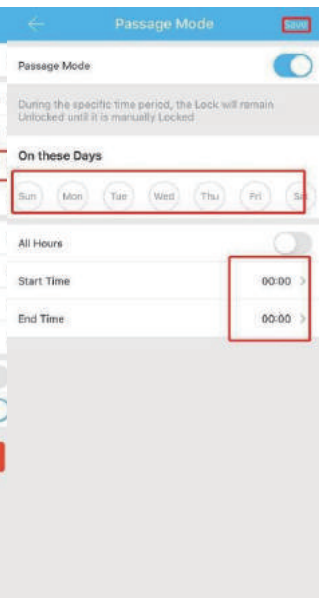 Passage Mode
Save
Passage Mode
During the specific time period, the Lock will remain
Unlocked until it is manually Locked
On these Days
Sun Mon Tue Wed Thu Fri Sat
All Hours
Start Time 00:00
End Time 00:00